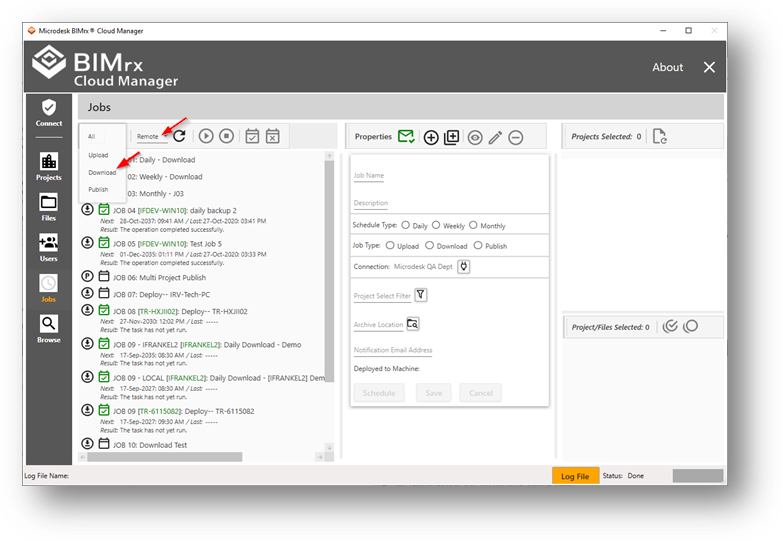 Microdesk BIMrx® Cloud Manager
BIMrx
Cloud Manager
About
Connect
Projects
Files
Users
Jobs
Browse
Jobs
All
Upload
Download
Publish
Remote
01: Daily - Download
02: Weekly - Download
03: Monthly - J03
JOB 04 [IFDEV-WIN10]: daily backup 2
Next: 28-Oct-2037: 09:41 AM / Last: 27-Oct-2020: 03:41 PM
Result: The operation completed successfully.
JOB 05 [IFDEV-WIN10]: Test Job 5
Next: 01-Dec-2035: 01:11 PM / Last: 27-Oct-2020: 03:33 PM
Result: The operation completed successfully.
JOB 06: Multi Project Publish
JOB 07: Deploy-- IRV-Tech-PC
JOB 08 [TR-HXJII02]: Deploy-- TR-HXJII02
Next: 27-Nov-2030: 12:02 PM / Last: -----
Result: The task has not yet run.
JOB 09 - IFRANKEL2 [IFRANKEL2]: Daily Download - Demo
Next: 17-Sep-2035: 08:30 AM / Last: -----
Result: The task has not yet run.
JOB 09 - LOCAL [IFRANKEL2]: Daily Download - [IFRANKEL2] Dem
Next: 17-Sep-2027: 08:30 AM / Last: -----
Result: The task has not yet run.
JOB 09 [TR-6115082]: Deploy-- TR-6115082
Next: 17-Sep-2027: 09:30 AM / Last: -----
Result: The task has not yet run.
JOB 10: Download Test
Properties
Job Name
Description
Schedule Type: Daily Weekly Monthly
Job Type: Upload Download Publish
Connection: Microdesk QA Dept
Project Select Filter
Archive Location
Notification Email Address
Deployed to Machine:
Schedule Save Cancel
Projects Selected: 0
Project/Files Selected: 0
Log File Name:
Log File
Status: Done